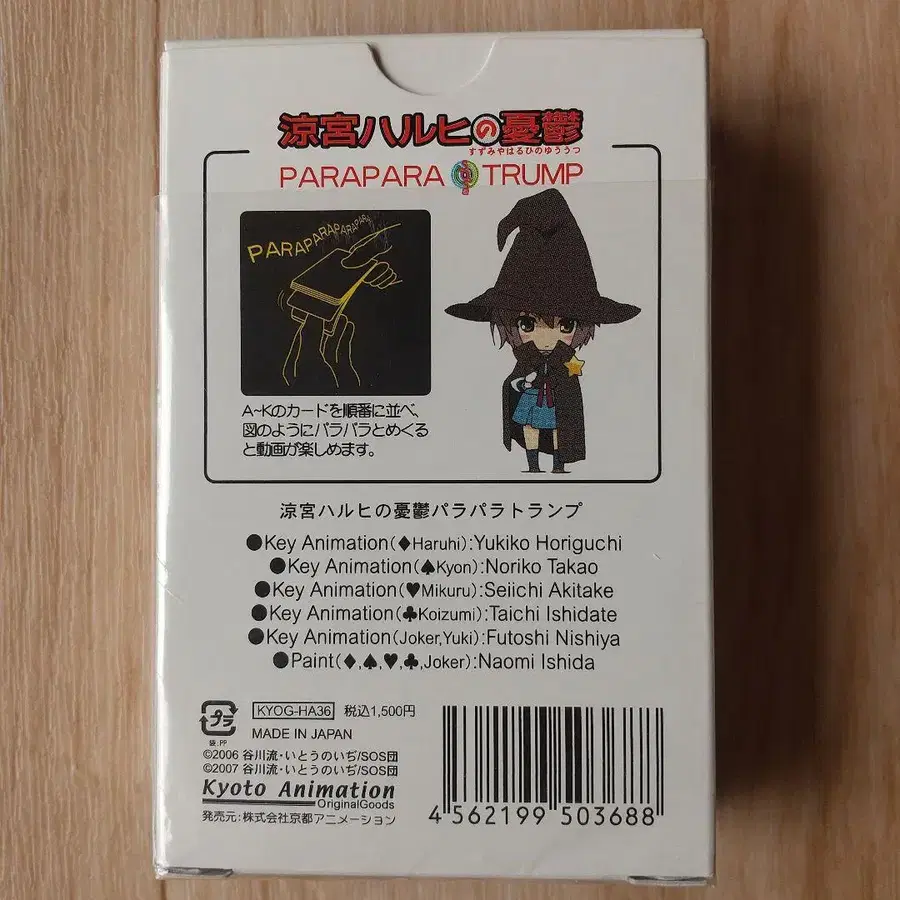 涼宮ハルヒの憂鬱
すずみやはるひのゆううつ
PARAPARA TRUMP
PARAPARAPARAPARA
A~Kのカードを順番に並べ、
図のようにパラパラとめくる
と動画が楽しめます。
涼宮ハルヒの憂鬱パラパラトランプ
●Key Animation(♦Haruhi):Yukiko Horiguchi
●Key Animation(♠Kyon):Noriko Takao
●Key Animation(♥Mikuru):Seiichi Akitake
●Key Animation(♣Koizumi):Taichi Ishidate
●Key Animation(Joker,Yuki):Futoshi Nishiya
●Paint(♦,♠,♥,♣,Joker):Naomi Ishida
プラ
袋:PP
KYOG-HA36 税込1,500円
MADE IN JAPAN
©2006 谷川流・いとうのいぢ/SOS団
©2007 谷川流・いとうのいぢ/SOS団
Kyoto Animation
OriginalGoods
発売元:株式会社京都アニメーション
4 562199 503688